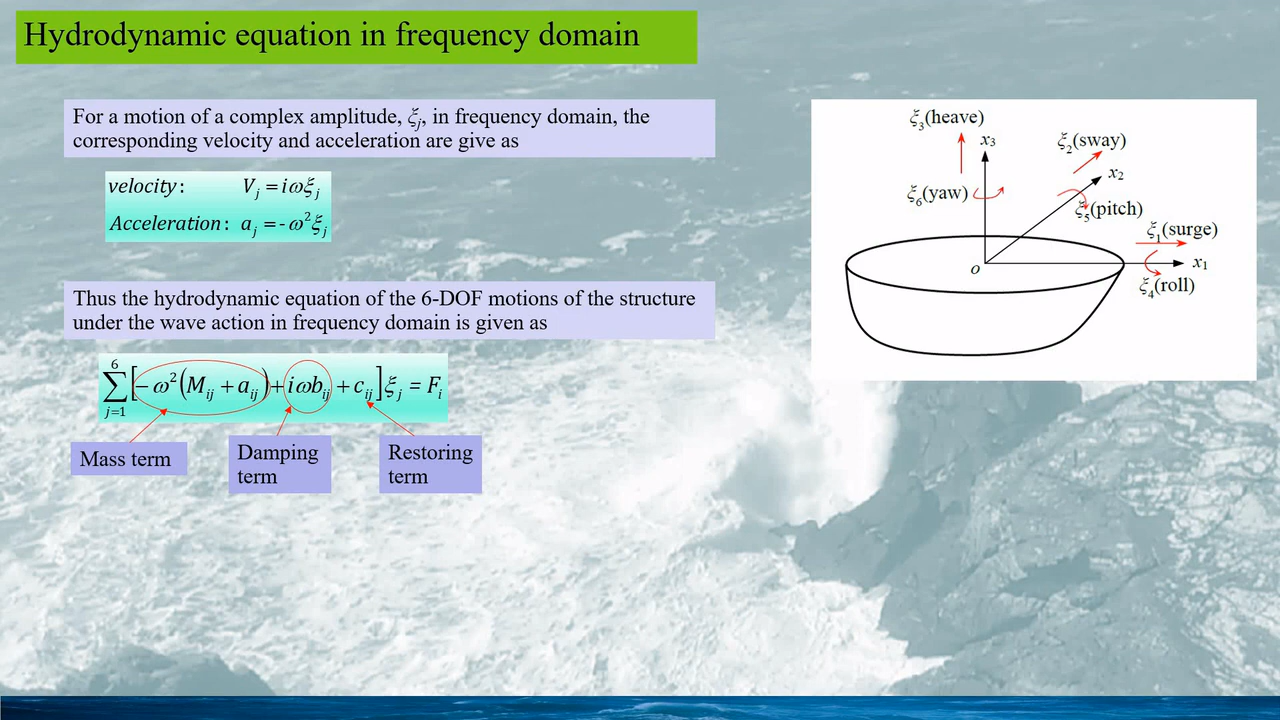 Hydrodynamic equation in frequency domain
For a motion of a complex amplitude, ξj, in frequency domain, the
corresponding velocity and acceleration are give as
velocity: Vj = iωξj
Acceleration: aj = -ω²ξj
Thus the hydrodynamic equation of the 6-DOF motions of the structure
under the wave action in frequency domain is given as
6
∑[-ω²(Mij + aij) + iωbij + cij]ξj = Fi
j=1
Mass term
Damping
term
Restoring
term
ξ3(heave)
x3
ξ2(sway)
x2
ξ6(yaw)
ξ5(pitch)
ξ1(surge)
o
x1
ξ4(roll)